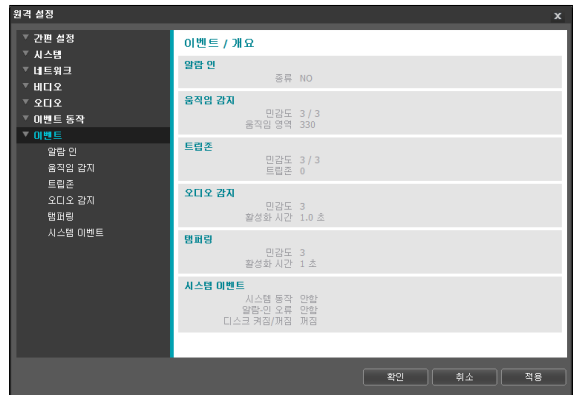 원격 설정
x
간편 설정
시스템
네트워크
비디오
오디오
이벤트 동작
이벤트
알람 인
움직임 감지
트립존
오디오 감지
탬퍼링
시스템 이벤트
이벤트 / 개요
알람 인
종류 NO
움직임 감지
민감도 3 / 3
움직임 영역 330
트립존
민감도 3 / 3
트립존 0
오디오 감지
민감도 3
활성화 시간 1.0 초
탬퍼링
민감도 3
활성화 시간 1 초
시스템 이벤트
시스템 동작 안함
알람-인 오류 안함
디스크 켜짐/꺼짐 꺼짐
확인
취소
적용